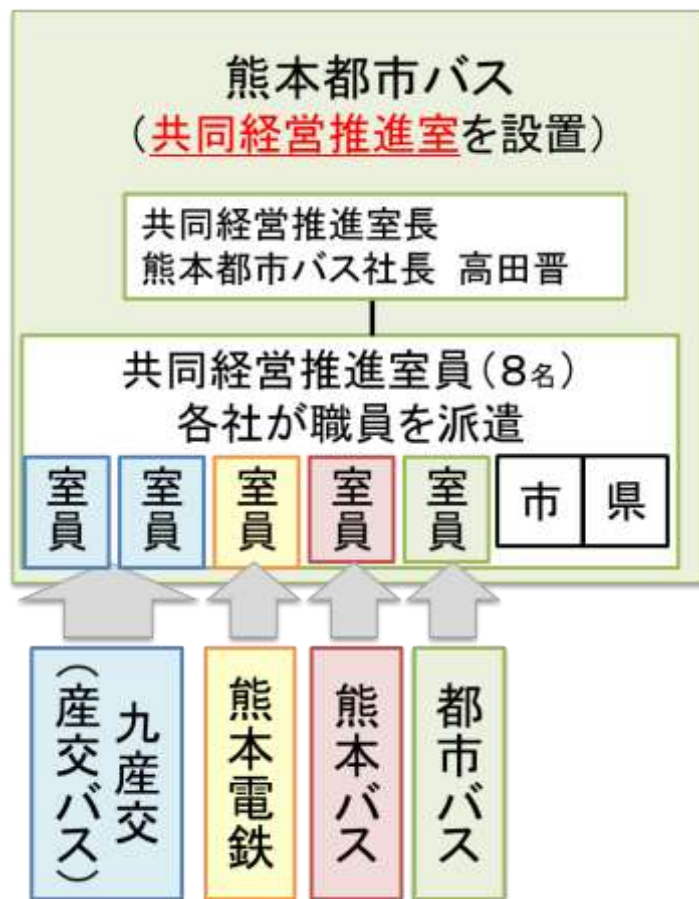 熊本都市バス
（共同経営推進室を設置）
共同経営推進室長
熊本都市バス社長 高田晋
共同経営推進室員（８名）
各社が職員を派遣
室員
室員
室員
室員
室員
市
県
九産交
（産交バス）
熊本電鉄
熊本バス
都市バス